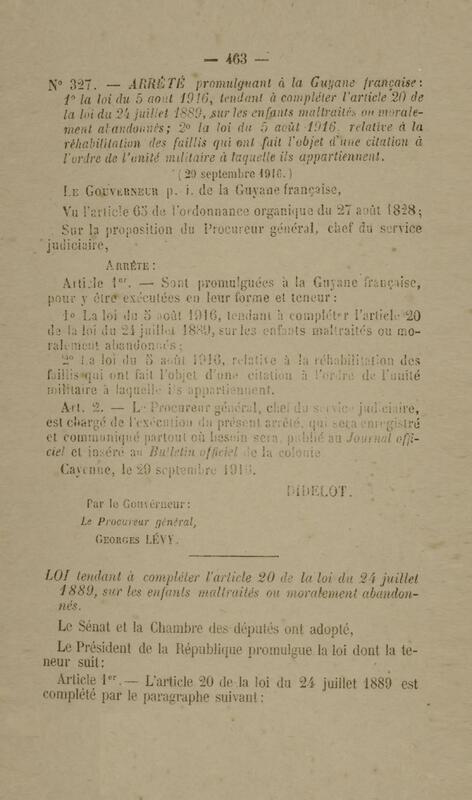 — 463 —
N° 327. — ARRÊTÉ promulguant à la Guyane française:
1° la loi du 5 aout 1916, tendant à compléter l'article 20 de
la loi du 24 juillet 1889, sur les enfants maltraités ou morale-
ment abandonnés; 2° la loi du 5 août 1916, relative à la
réhabilitation des faillis qui ont fait l'objet d'une citation à
l'ordre de l'unité militaire à laquelle ils appartiennent.
(29 septembre 1916.)
LE GOUVERNEUR p. i. de la Guyane française,
Vu l'article 65 de l'ordonnance organique du 27 août 1828;
Sur la proposition du Procureur général, chef du service
judiciaire,
ARRÊTE:
Article 1er. — Sont promulguées à la Guyane française,
pour y être exécutées en leur forme et teneur:
1° La loi du 5 août 1916, tendant à compléter l'article 20
de la loi du 24 juillet 1889, sur les enfants maltraités ou mo-
ralement abandonnés;
2° La loi du 5 août 1916, relative à la réhabilitation des
faillis qui ont fait l'objet d'une citation à l'ordre de l'unité
militaire à laquelle ils appartiennent.
Art. 2. — Le Procureur général, chef du service judiciaire,
est chargé de l'exécution du présent arrêté, qui sera enregistré
et communiqué partout où besoin sera, publié au Journal offi-
ciel et inséré au Bulletin officiel de la colonie
Cayenne, le 29 septembre 1916.
DIDELOT.
Par le Gouverneur:
Le Procureur général,
GEORGES LÉVY.
LOI tendant à compléter l'article 20 de la loi du 24 juillet
1889, sur les enfants maltraités ou moralement abandon-
nés.
Le Sénat et la Chambre des députés ont adopté,
Le Président de la République promulgue la loi dont la te-
neur suit:
Article 1er.— L'article 20 de la loi du 24 juillet 1889 est
complété par le paragraphe suivant: